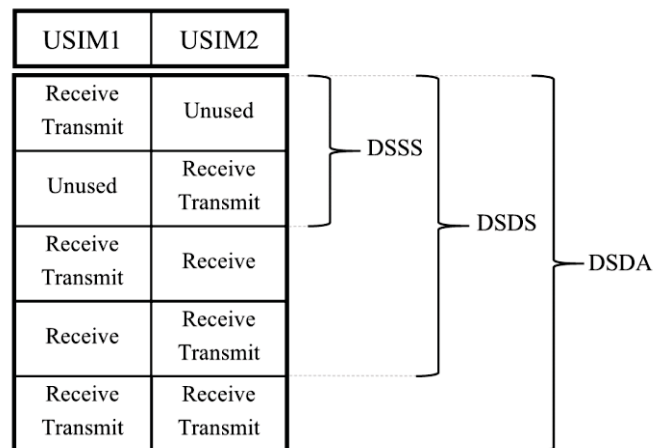 USIM1 USIM2
Receive
Transmit
Unused
Unused
Receive
Transmit
DSSS
Receive
Transmit
Receive
DSDS
Receive
Receive
Transmit
DSDA
Receive
Transmit
Receive
Transmit